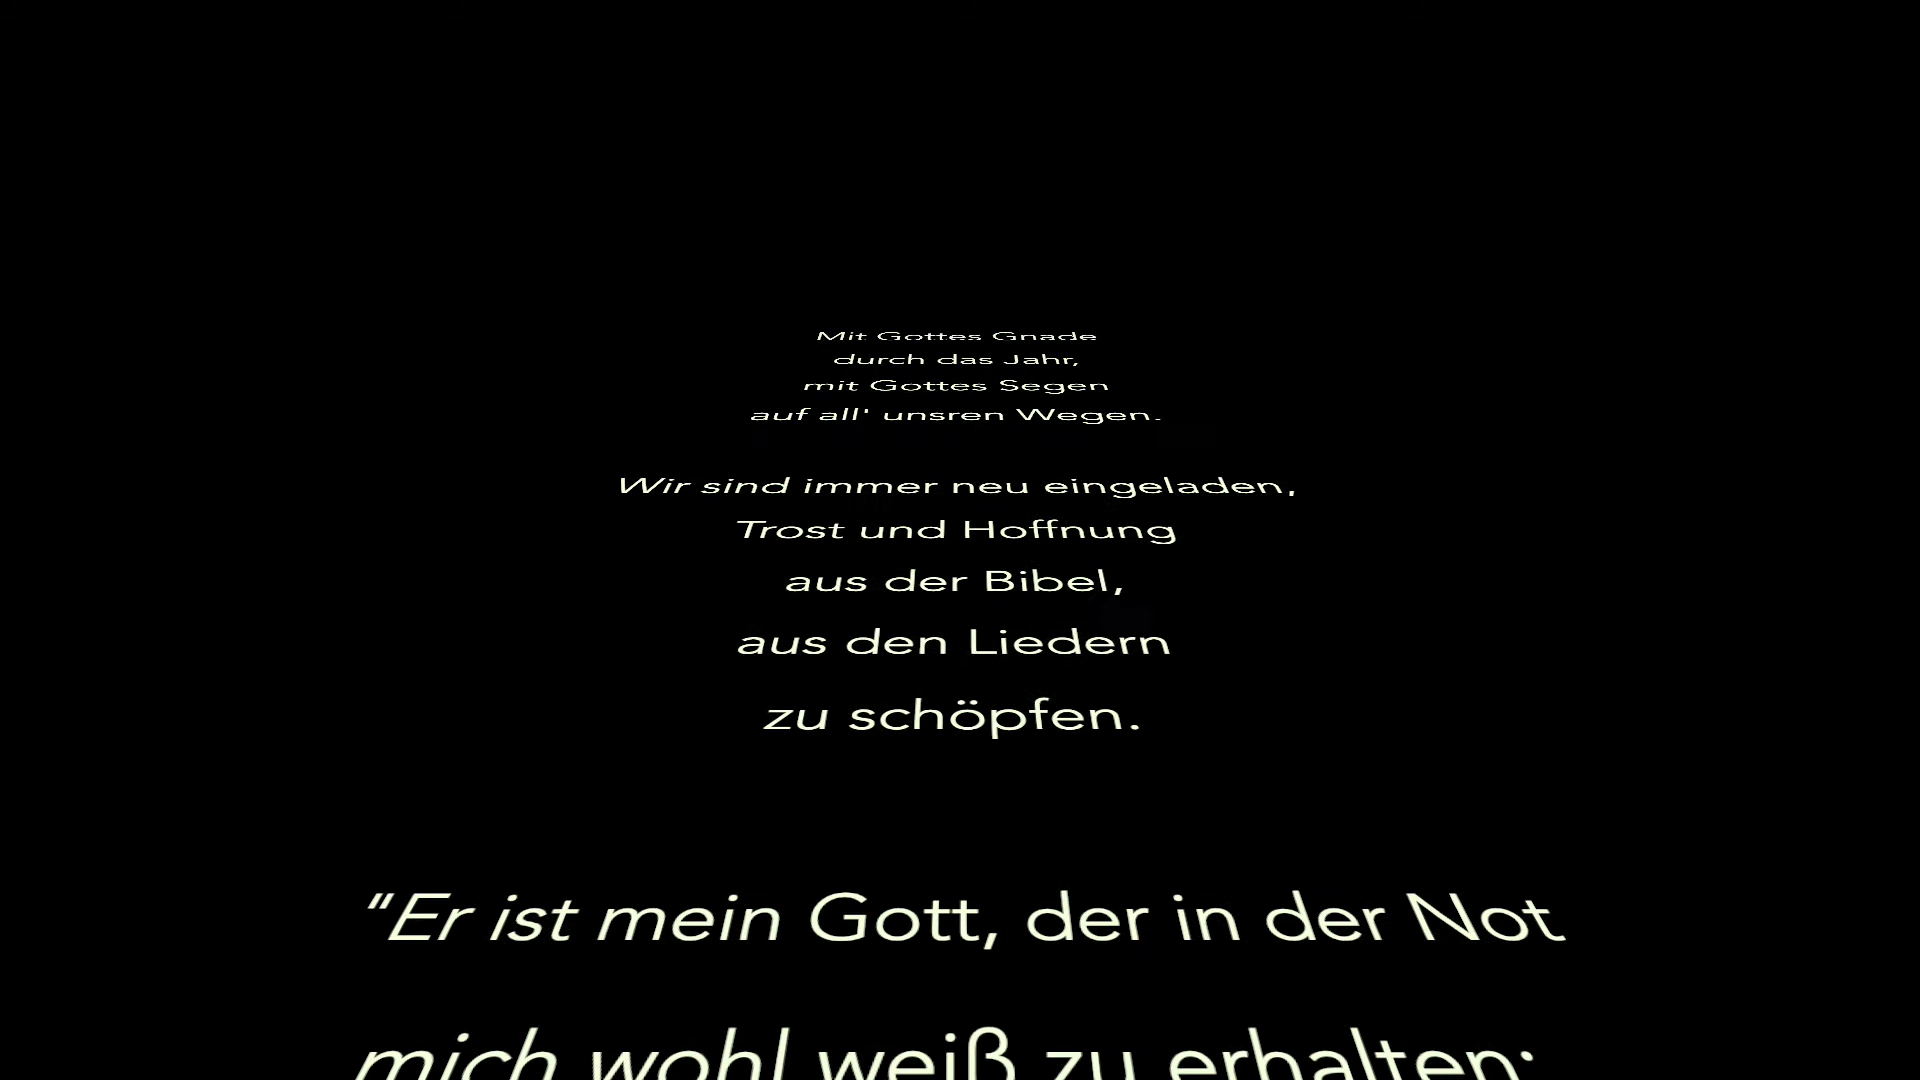 Mit Gottes Gnade
durch das Jahr,
mit Gottes Segen
auf all' unsren Wegen.
Wir sind immer neu eingeladen,
Trost und Hoffnung
aus der Bibel,
aus den Liedern
zu schöpfen.
"Er ist mein Gott, der in der Not
mich wohl weiß zu erhalten;